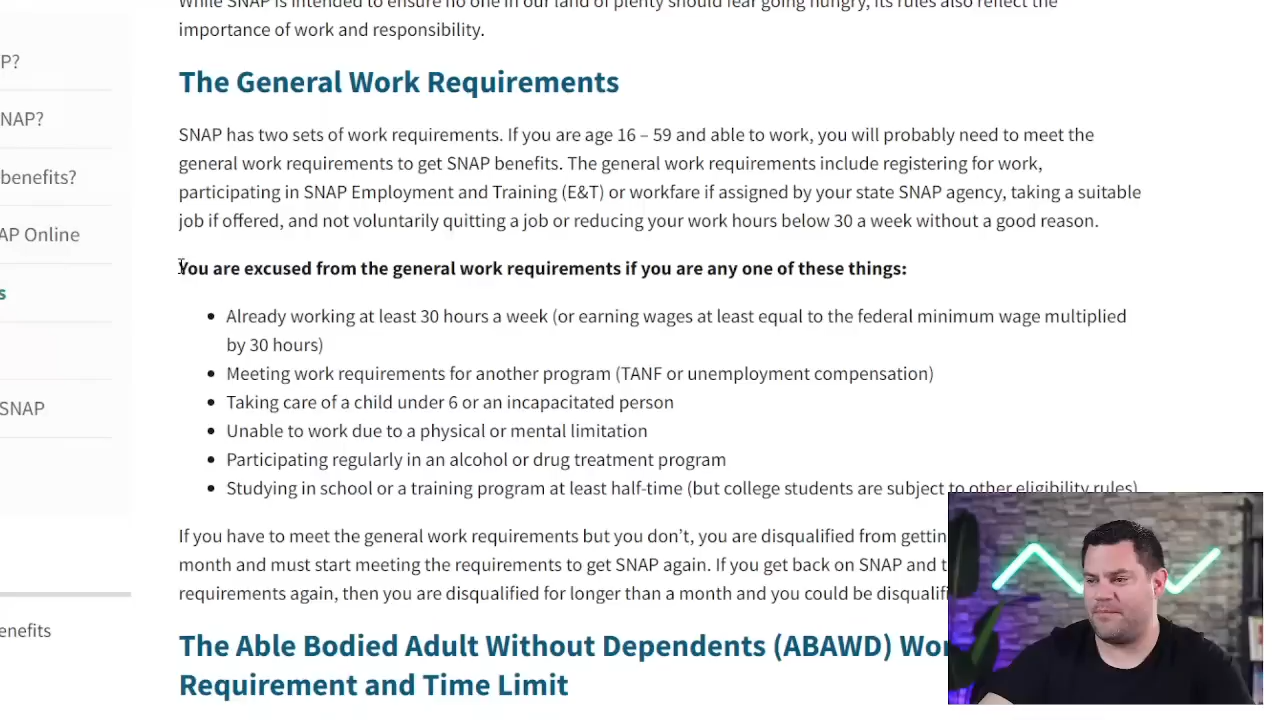 While SNAP is intended to ensure no one in our land of plenty should fear going hungry, its rules also reflect the
importance of work and responsibility.
P?
NAP?
benefits?
AP Online
s
SNAP
enefits
The General Work Requirements
SNAP has two sets of work requirements. If you are age 16 – 59 and able to work, you will probably need to meet the
general work requirements to get SNAP benefits. The general work requirements include registering for work,
participating in SNAP Employment and Training (E&T) or workfare if assigned by your state SNAP agency, taking a suitable
job if offered, and not voluntarily quitting a job or reducing your work hours below 30 a week without a good reason.
You are excused from the general work requirements if you are any one of these things:
• Already working at least 30 hours a week (or earning wages at least equal to the federal minimum wage multiplied
by 30 hours)
• Meeting work requirements for another program (TANF or unemployment compensation)
• Taking care of a child under 6 or an incapacitated person
• Unable to work due to a physical or mental limitation
• Participating regularly in an alcohol or drug treatment program
• Studying in school or a training program at least half-time (but college students are subject to other eligibility rules)
If you have to meet the general work requirements but you don’t, you are disqualified from gettin
month and must start meeting the requirements to get SNAP again. If you get back on SNAP and t
requirements again, then you are disqualified for longer than a month and you could be disqualifi
The Able Bodied Adult Without Dependents (ABAWD) Wor
Requirement and Time Limit